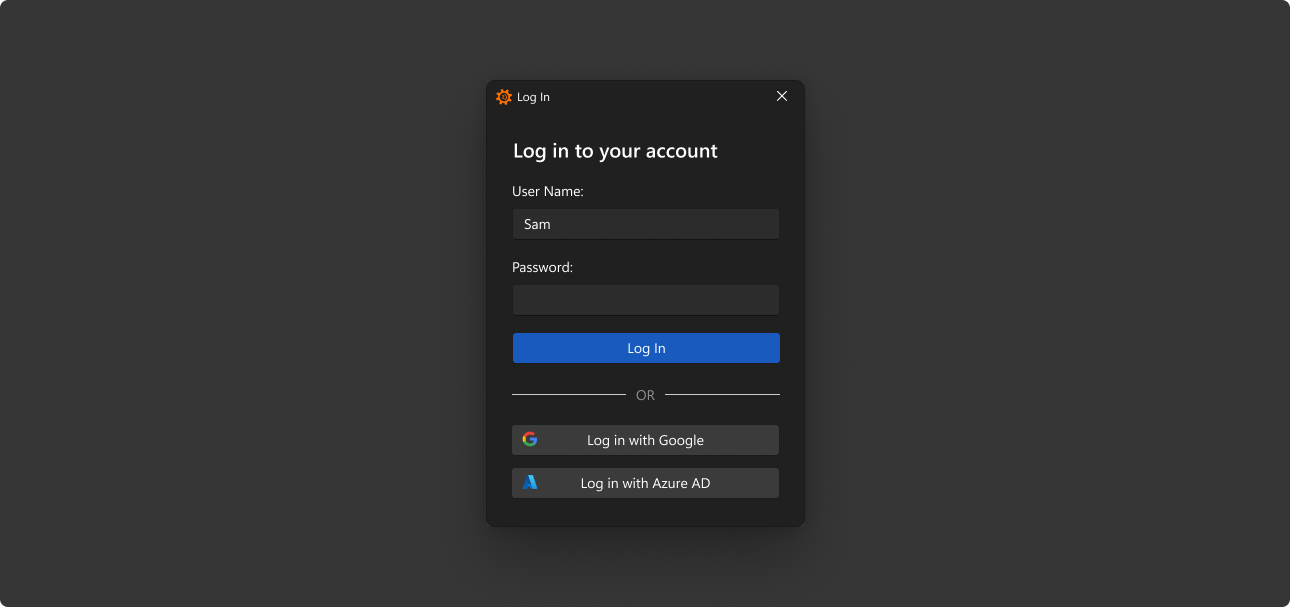 Log In
Log in to your account
User Name:
Sam
Password:
Log In
OR
Log in with Google
Log in with Azure AD